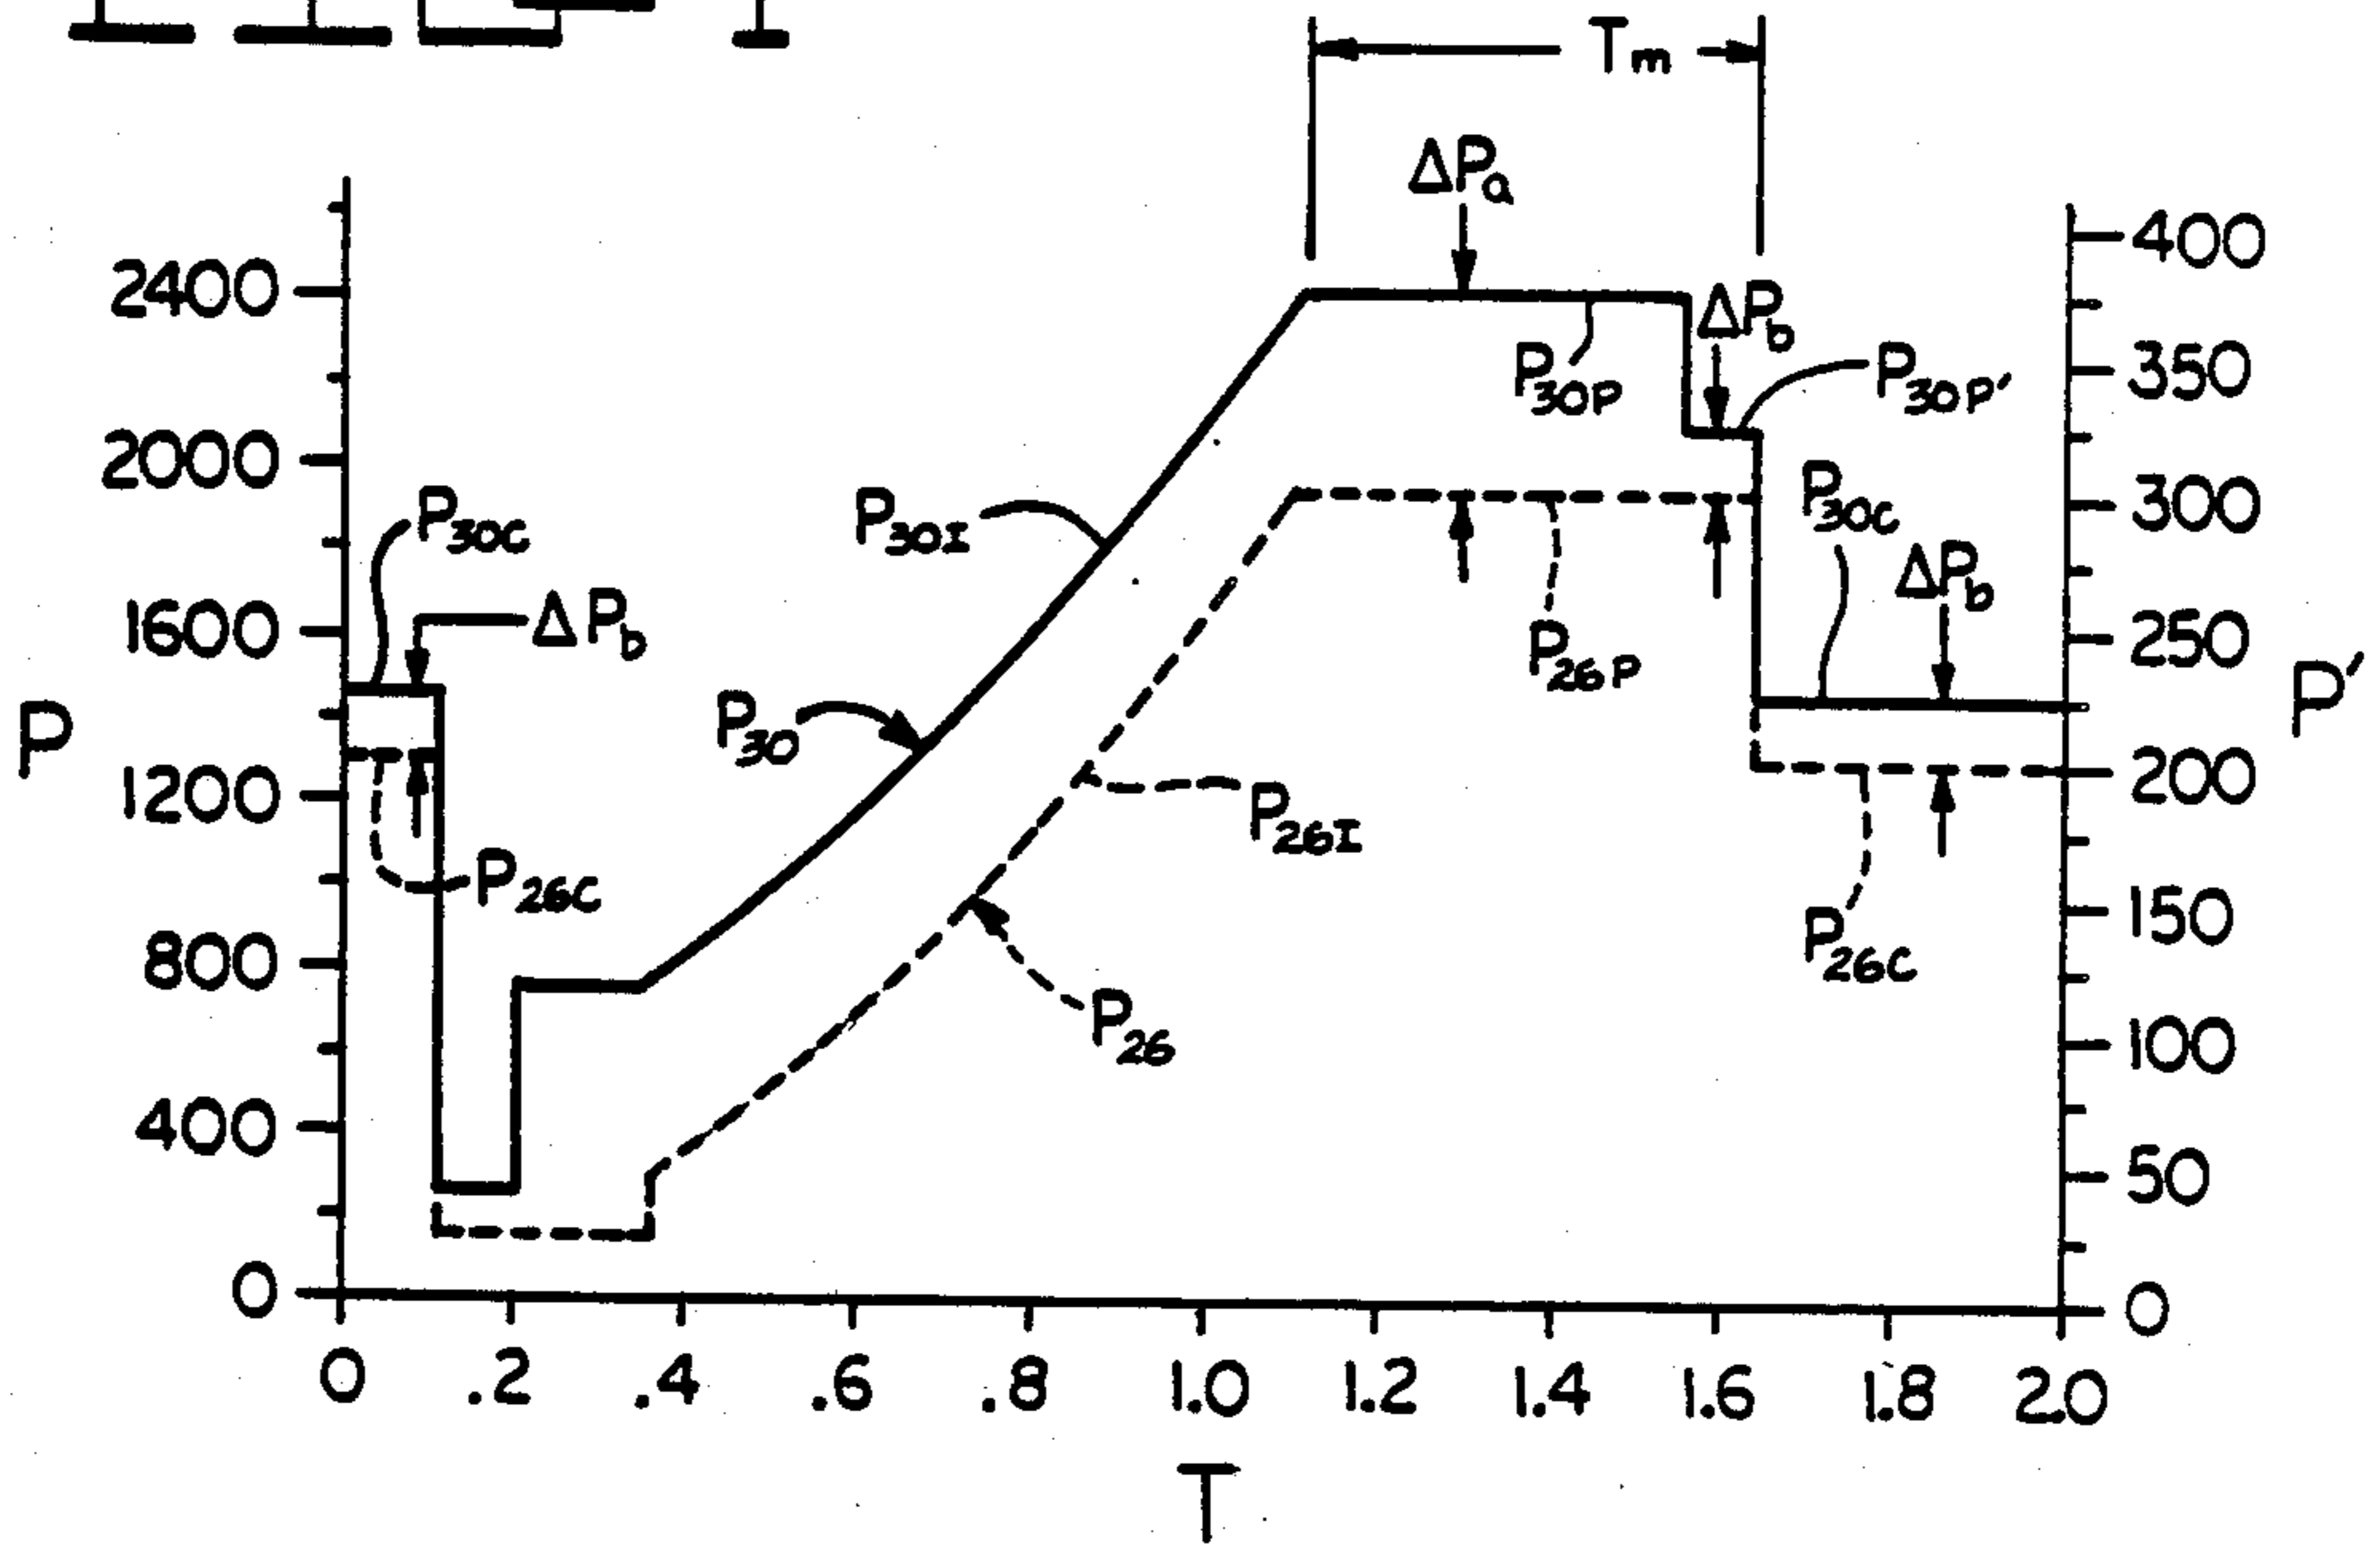 Tm
ΔPa
400
2400
ΔPb
350
P30P
P30P'
2000
P30C
P30I
P30C
300
ΔPb
1600
ΔPb
250
P26P
P
P30
P'
1200
200
P26I
P26C
150
P26C
800
P26
100
400
50
0
0
0 .2 .4 .6 .8 1.0 1.2 1.4 1.6 1.8 2.0
T